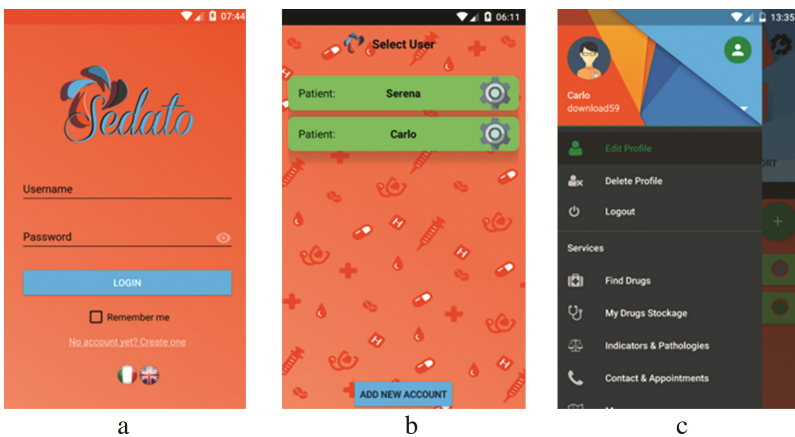 07:44
Sedato
Username
Password
LOGIN
Remember me
No account yet? Create one
a
06:11
Select User
Patient: Serena
Patient: Carlo
H
H
H
H
H
ADD NEW ACCOUNT
b
13:35
Carlo
download59
Edit Profile
Delete Profile
Logout
Services
Find Drugs
My Drugs Stockage
Indicators & Pathologies
Contact & Appointments
ORT
c